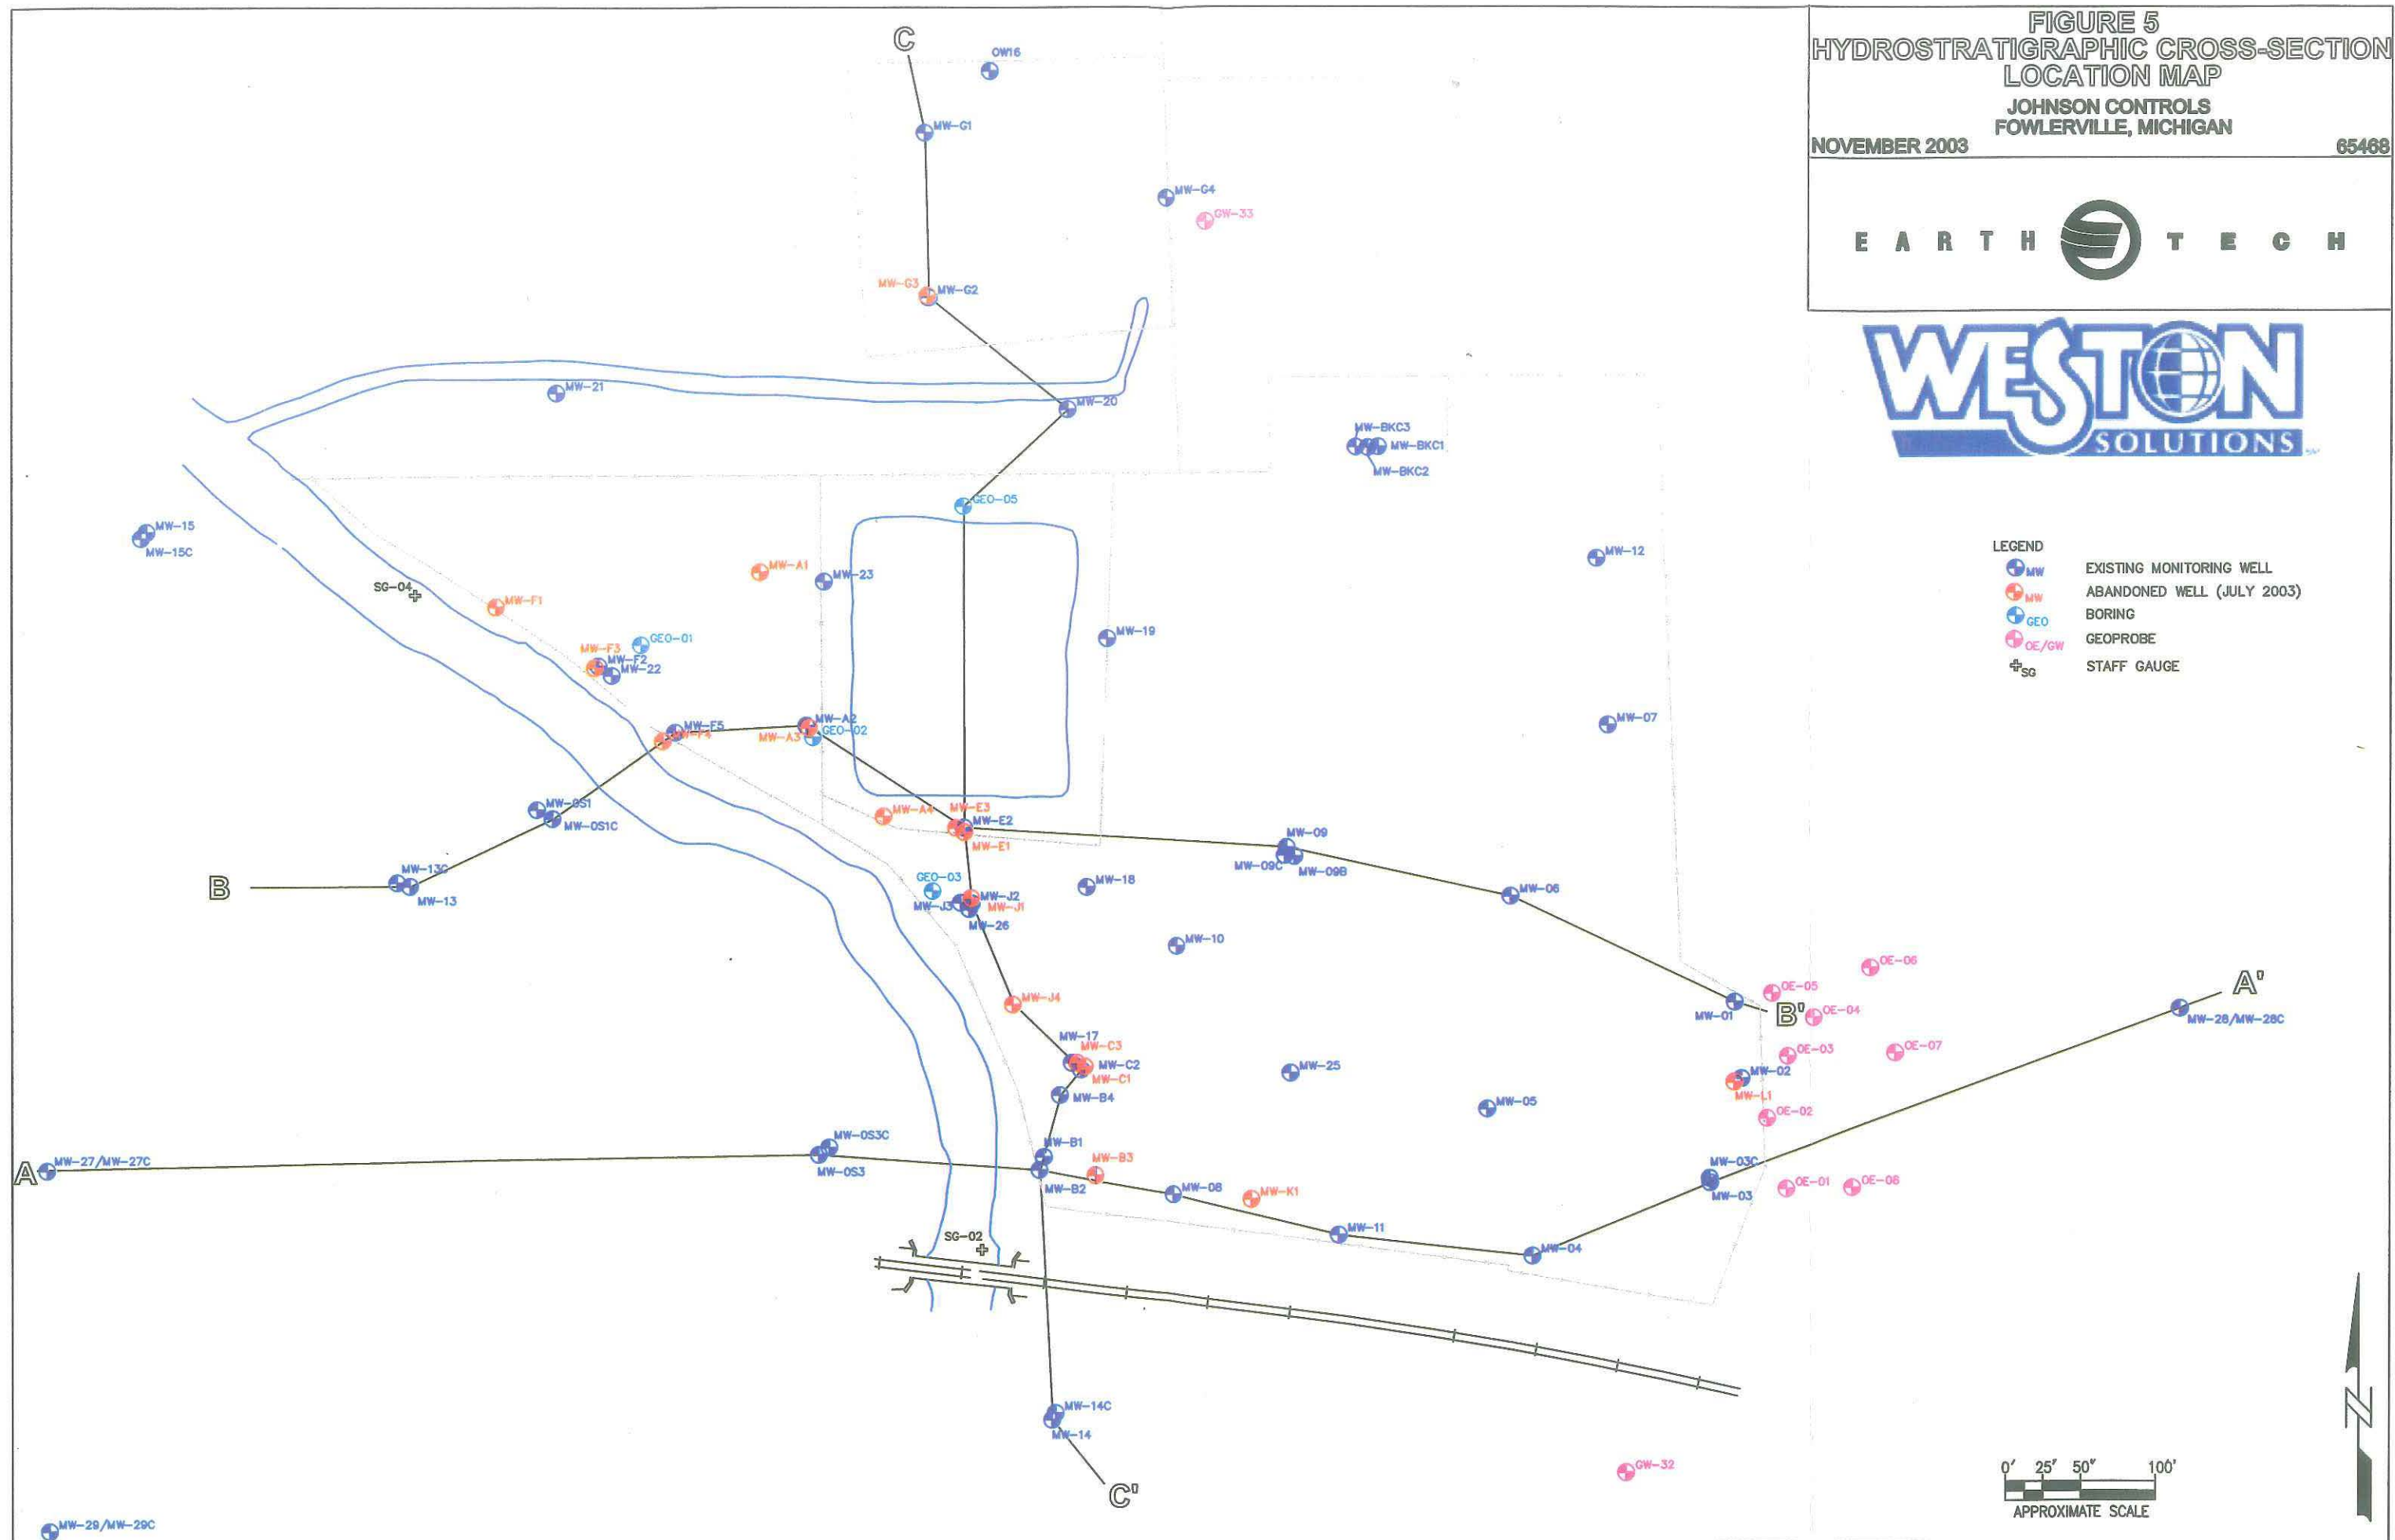 FIGURE 5
HYDROSTRATIGRAPHIC CROSS-SECTION
LOCATION MAP
JOHNSON CONTROLS
FOWLERVILLE, MICHIGAN
NOVEMBER 2003 65468
EARTH TECH
WESTON
SOLUTIONS
LEGEND
MW EXISTING MONITORING WELL
MW ABANDONED WELL (JULY 2003)
GEO BORING
OE/GW GEOPROBE
SG STAFF GAUGE
C
OW16
MW-G1
MW-G4
GW-33
MW-G3
MW-G2
MW-21
MW-20
MW-BKC3
MW-BKC1
MW-BKC2
GEO-05
MW-15
MW-15C
MW-12
MW-A1
MW-23
SG-04
MW-F1
MW-19
GEO-01
MW-F3
MW-F2
MW-22
MW-07
MW-F5
MW-F4
MW-A2
MW-A3
GEO-02
MW-0S1
MW-0S1C
MW-A4
MW-E3
MW-E2
MW-E1
MW-09
MW-09C
MW-09B
B
MW-13C
MW-13
GEO-03
MW-J2
MW-J3
MW-J1
MW-26
MW-18
MW-06
MW-10
OE-06
OE-05
A'
MW-J4
MW-01
B'
OE-04
MW-28/MW-28C
MW-17
MW-C3
MW-C2
MW-C1
OE-03
OE-07
MW-25
MW-02
MW-L1
MW-B4
MW-05
OE-02
MW-0S3C
MW-0S3
MW-B1
MW-B3
MW-B2
A
MW-27/MW-27C
MW-03C
MW-03
MW-08
MW-K1
OE-01
OE-08
MW-11
SG-02
MW-04
MW-14C
MW-14
GW-32
C'
MW-29/MW-29C
N
0' 25' 50' 100'
APPROXIMATE SCALE